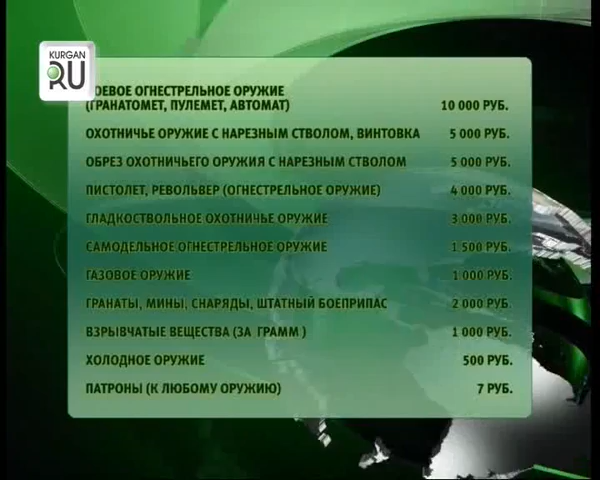 KURGAN
RU
БОЕВОЕ ОГНЕСТРЕЛЬНОЕ ОРУЖИЕ
(ГРАНАТОМЕТ, ПУЛЕМЕТ, АВТОМАТ) 10 000 РУБ.
ОХОТНИЧЬЕ ОРУЖИЕ С НАРЕЗНЫМ СТВОЛОМ, ВИНТОВКА 5 000 РУБ.
ОБРЕЗ ОХОТНИЧЬЕГО ОРУЖИЯ С НАРЕЗНЫМ СТВОЛОМ 5 000 РУБ.
ПИСТОЛЕТ, РЕВОЛЬВЕР (ОГНЕСТРЕЛЬНОЕ ОРУЖИЕ) 4 000 РУБ.
ГЛАДКОСТВОЛЬНОЕ ОХОТНИЧЬЕ ОРУЖИЕ 3 000 РУБ.
САМОДЕЛЬНОЕ ОГНЕСТРЕЛЬНОЕ ОРУЖИЕ 1 500 РУБ.
ГАЗОВОЕ ОРУЖИЕ 1 000 РУБ.
ГРАНАТЫ, МИНЫ, СНАРЯДЫ, ШТАТНЫЙ БОЕПРИПАС 2 000 РУБ.
ВЗРЫВЧАТЫЕ ВЕЩЕСТВА (ЗА ГРАММ ) 1 000 РУБ.
ХОЛОДНОЕ ОРУЖИЕ 500 РУБ.
ПАТРОНЫ (К ЛЮБОМУ ОРУЖИЮ) 7 РУБ.